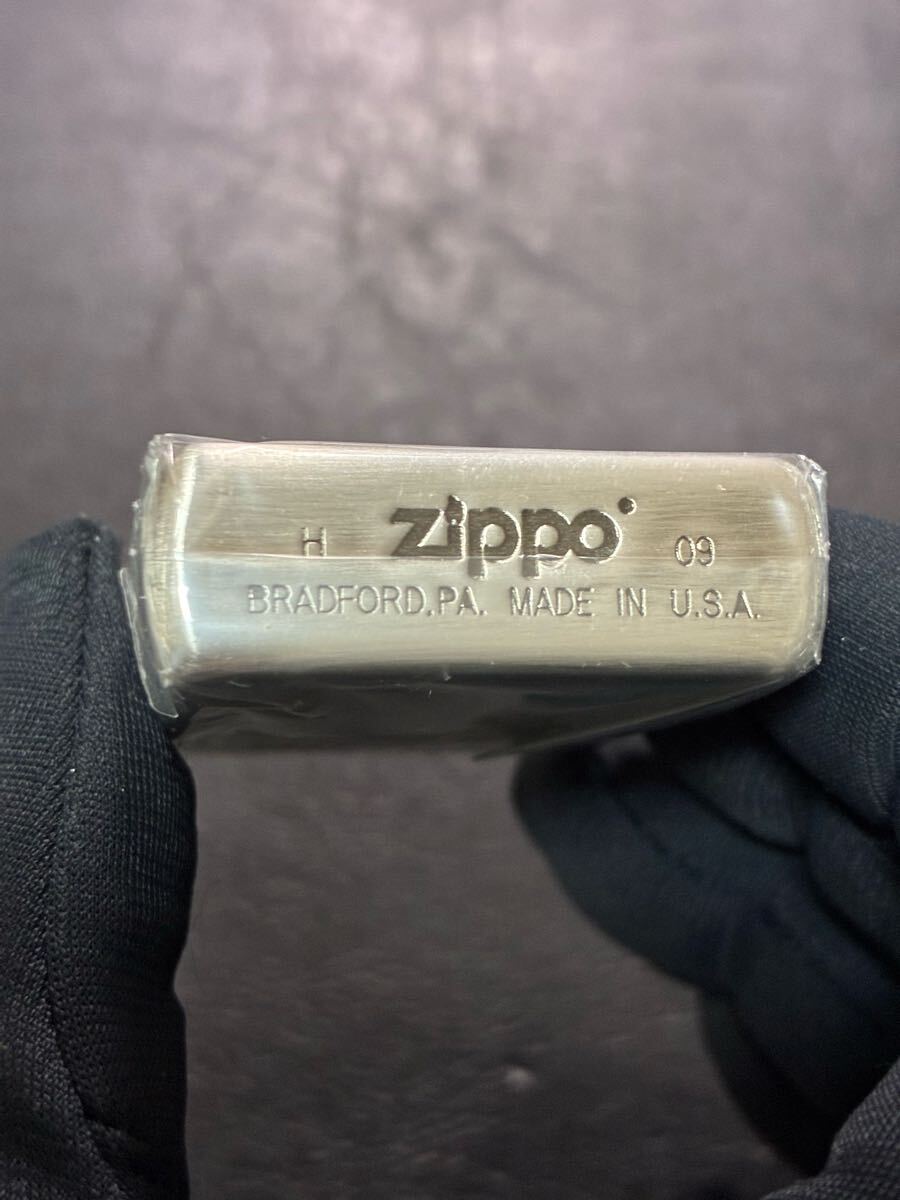 H zippo 09
BRADFORD, PA. MADE IN U.S.A.